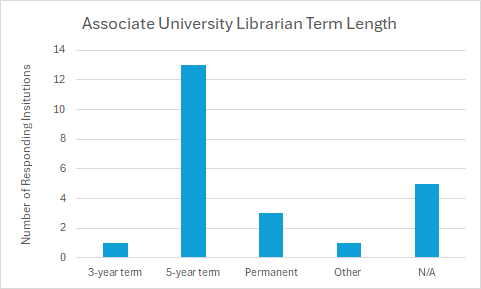 Associate University Librarian Term Length
Number of Responding Insitutions
14
12
10
8
6
4
2
0
3-year term
5-year term
Permanent
Other
N/A